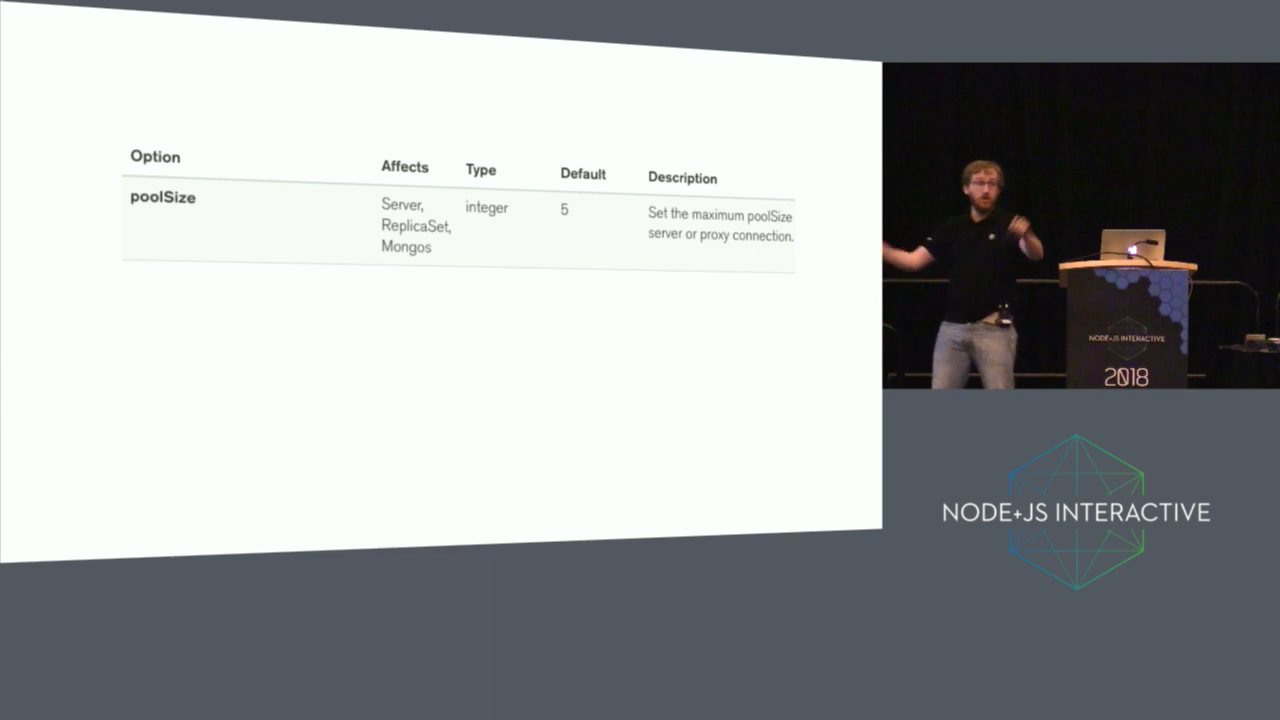 Option
Affects
Type
Default
Description
poolSize
Server,
ReplicaSet,
Mongos
integer
5
Set the maximum poolSize
server or proxy connection.
NODE+JS INTERACTIVE
2018
NODE+JS INTERACTIVE